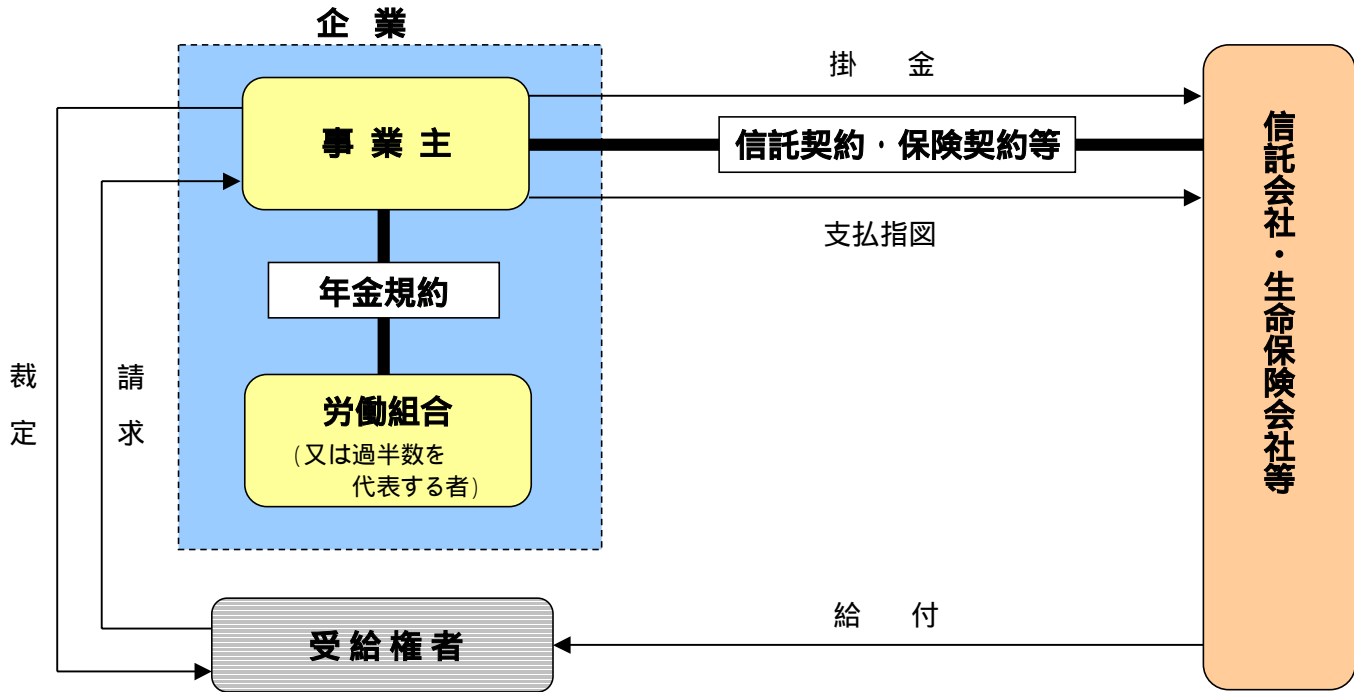 企 業
掛 金
事 業 主
信託契約・保険契約等
支払指図
年金規約
労働組合
(又は過半数を
代表する者)
裁定
請求
信託会社・生命保険会社等
給 付
受 給 権 者